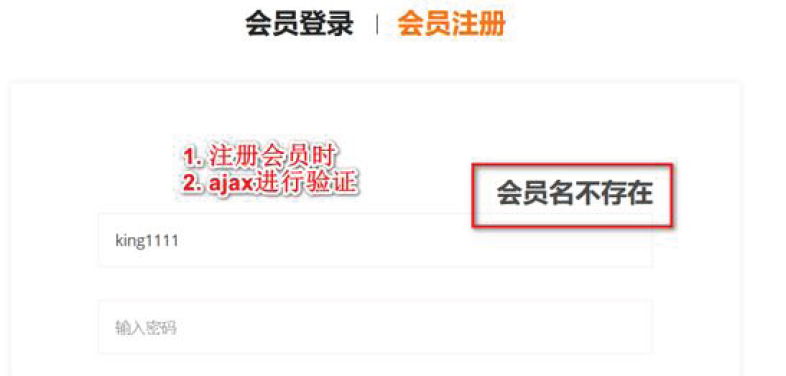 会员登录 | 会员注册
1. 注册会员时
2. ajax进行验证
会员名不存在
king1111
输入密码